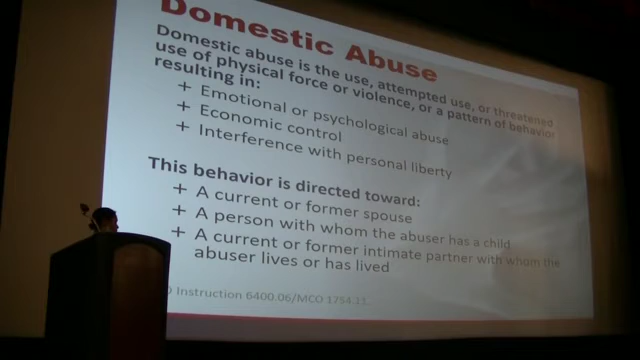 Domestic Abuse
Domestic abuse is the use, attempted use, or threatened
use of physical force or violence, or a pattern of behavior
resulting in:
+ Emotional or psychological abuse
+ Economic control
+ Interference with personal liberty
This behavior is directed toward:
+ A current or former spouse
+ A person with whom the abuser has a child
+ A current or former intimate partner with whom the
abuser lives or has lived
Instruction 6400.06/MCO 1754.11